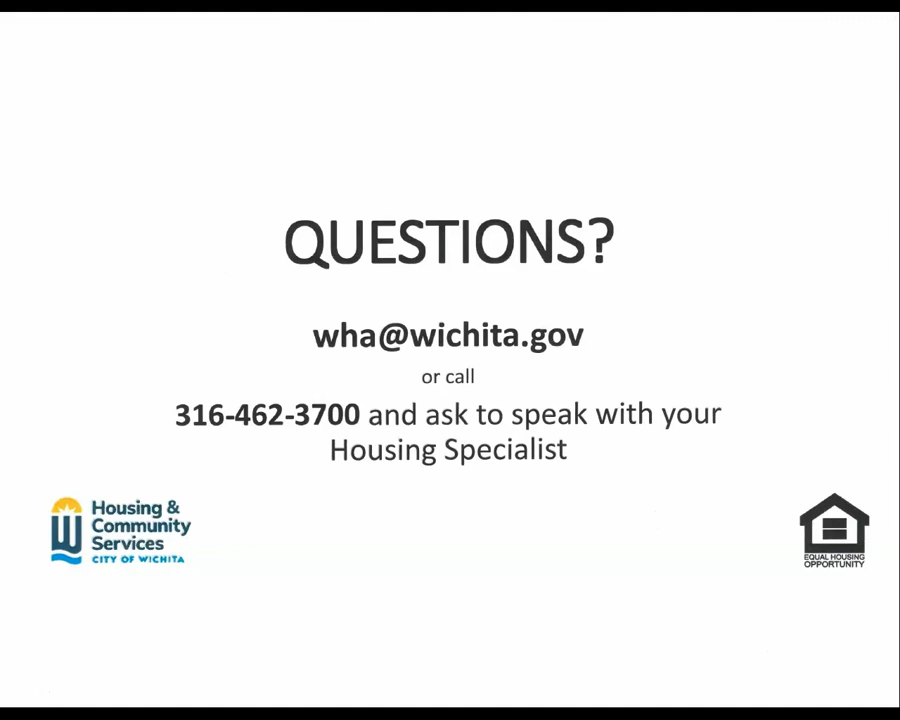 QUESTIONS?
wha@wichita.gov
or call
316-462-3700 and ask to speak with your
Housing Specialist
Housing &
Community
Services
CITY OF WICHITA
EQUAL HOUSING
OPPORTUNITY